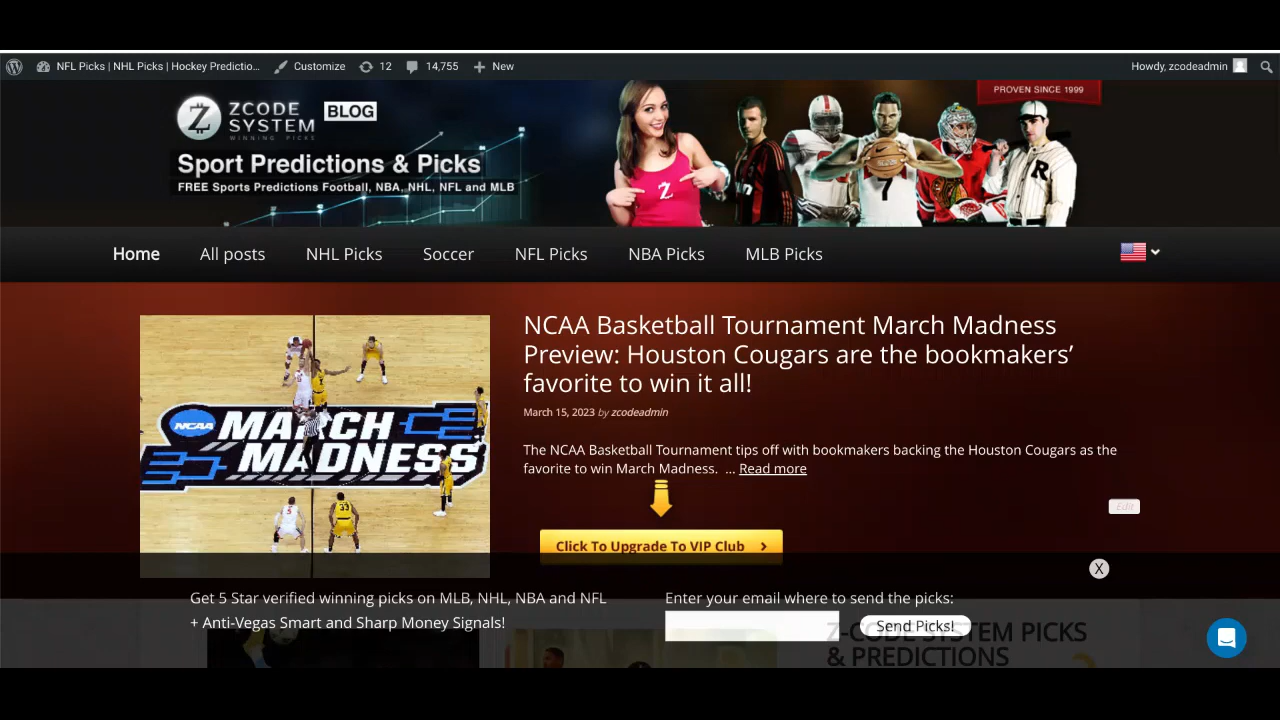 NFL Picks | NHL Picks | Hockey Predictio...
Customize
12
14,755
New
Howdy, zcodeadmin
PROVEN SINCE 1999
Z
ZCODE
SYSTEM
WINNING PICKS
BLOG
Sport Predictions & Picks
FREE Sports Predictions Football, NBA, NHL, NFL and MLB
Z
7
R
Home
All posts
NHL Picks
Soccer
NFL Picks
NBA Picks
MLB Picks
NCAA Basketball Tournament March Madness
Preview: Houston Cougars are the bookmakers'
favorite to win it all!
March 15, 2023 by zcodeadmin
NCAA
MARCH
MADNESS
33
The NCAA Basketball Tournament tips off with bookmakers backing the Houston Cougars as the
favorite to win March Madness. ... Read more
Edit
Click To Upgrade To VIP Club
X
Get 5 Star verified winning picks on MLB, NHL, NBA and NFL
+ Anti-Vegas Smart and Sharp Money Signals!
Enter your email where to send the picks:
Send Picks!
Z-CODE SYSTEM PICKS
& PREDICTIONS